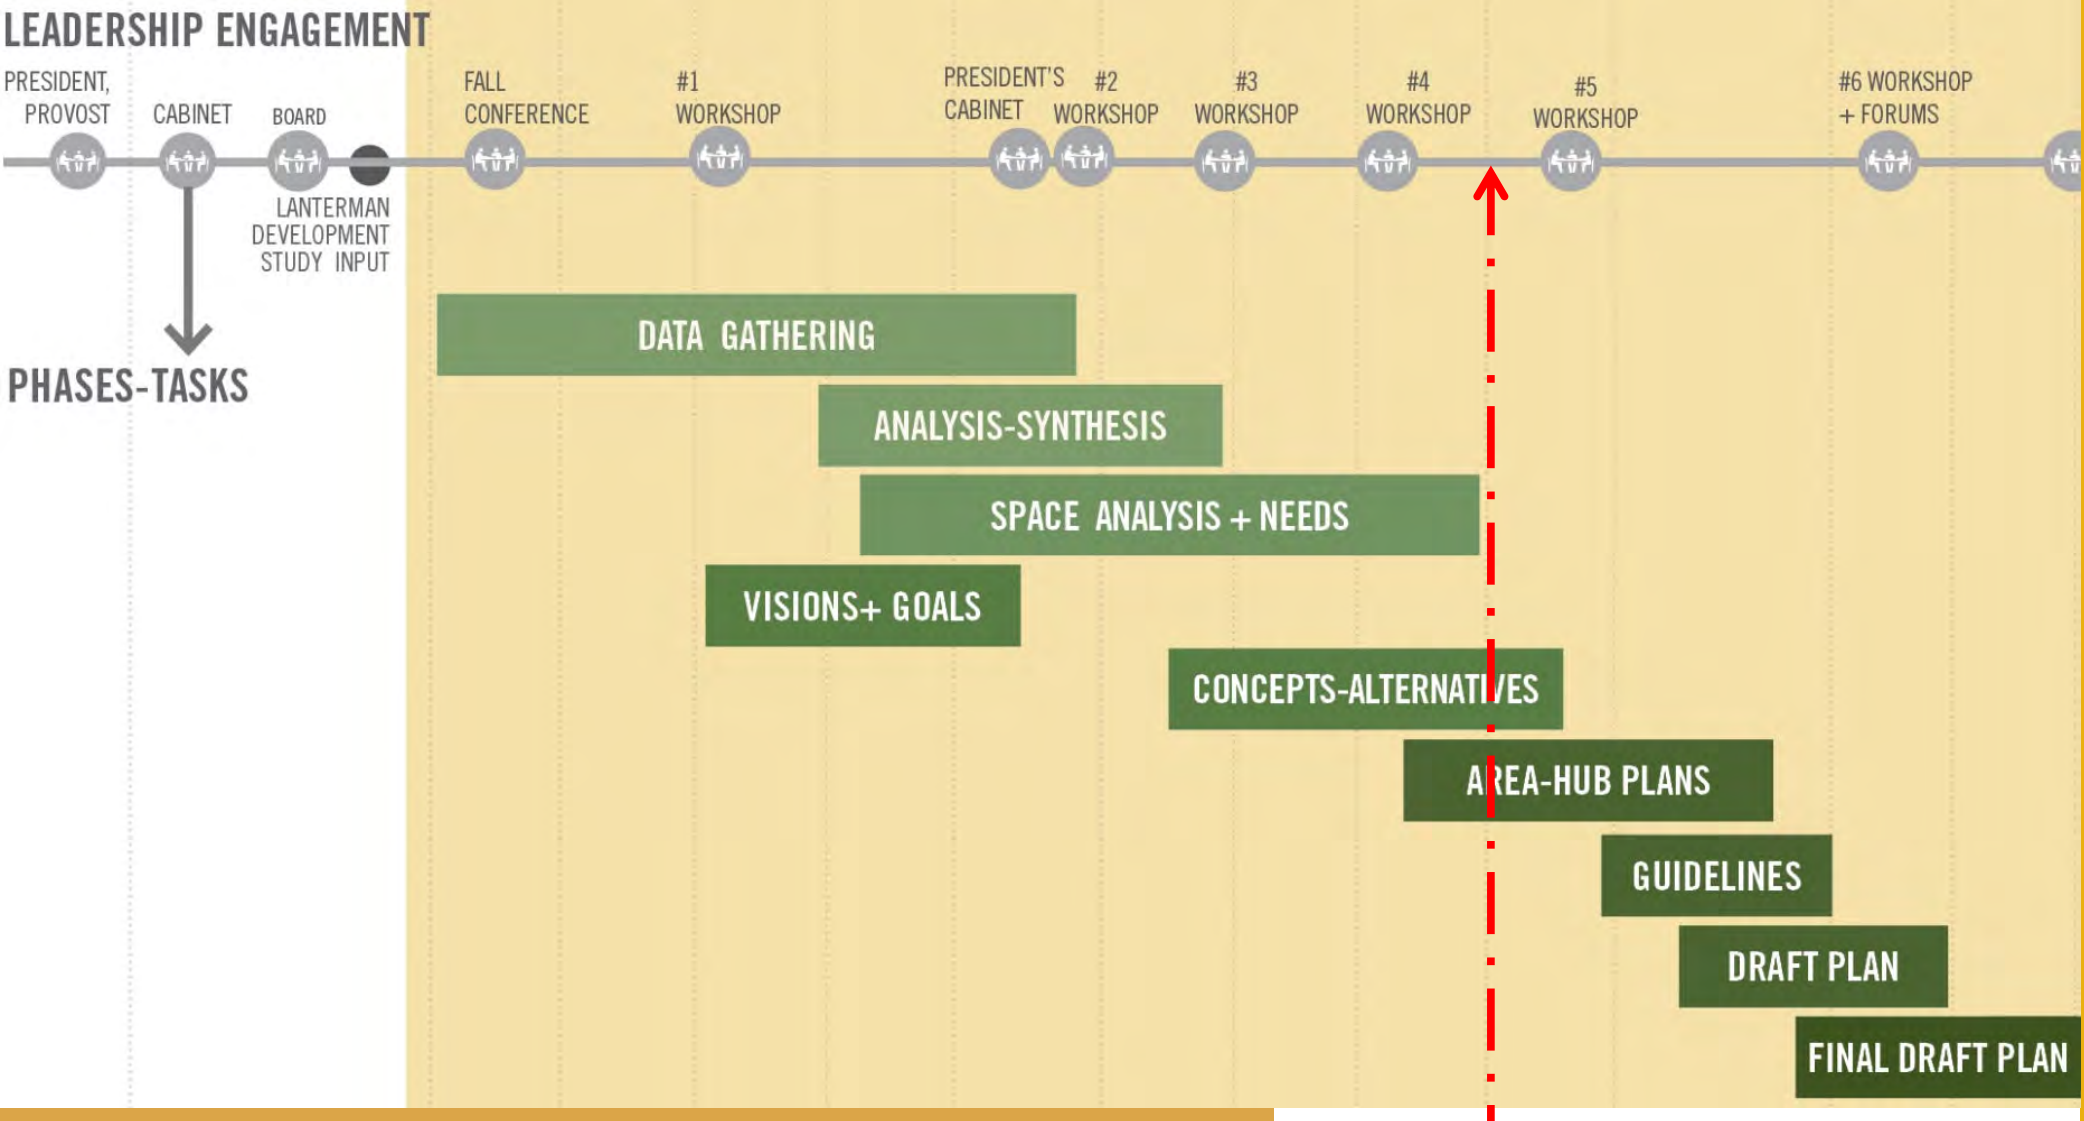 LEADERSHIP ENGAGEMENT
PRESIDENT,
PROVOST
CABINET
BOARD
LANTERMAN
DEVELOPMENT
STUDY INPUT
FALL
CONFERENCE
#1
WORKSHOP
PRESIDENT'S
CABINET
#2
WORKSHOP
#3
WORKSHOP
#4
WORKSHOP
#5
WORKSHOP
#6 WORKSHOP
+ FORUMS
PHASES-TASKS
DATA GATHERING
ANALYSIS-SYNTHESIS
SPACE ANALYSIS + NEEDS
VISIONS+ GOALS
CONCEPTS-ALTERNATIVES
AREA-HUB PLANS
GUIDELINES
DRAFT PLAN
FINAL DRAFT PLAN